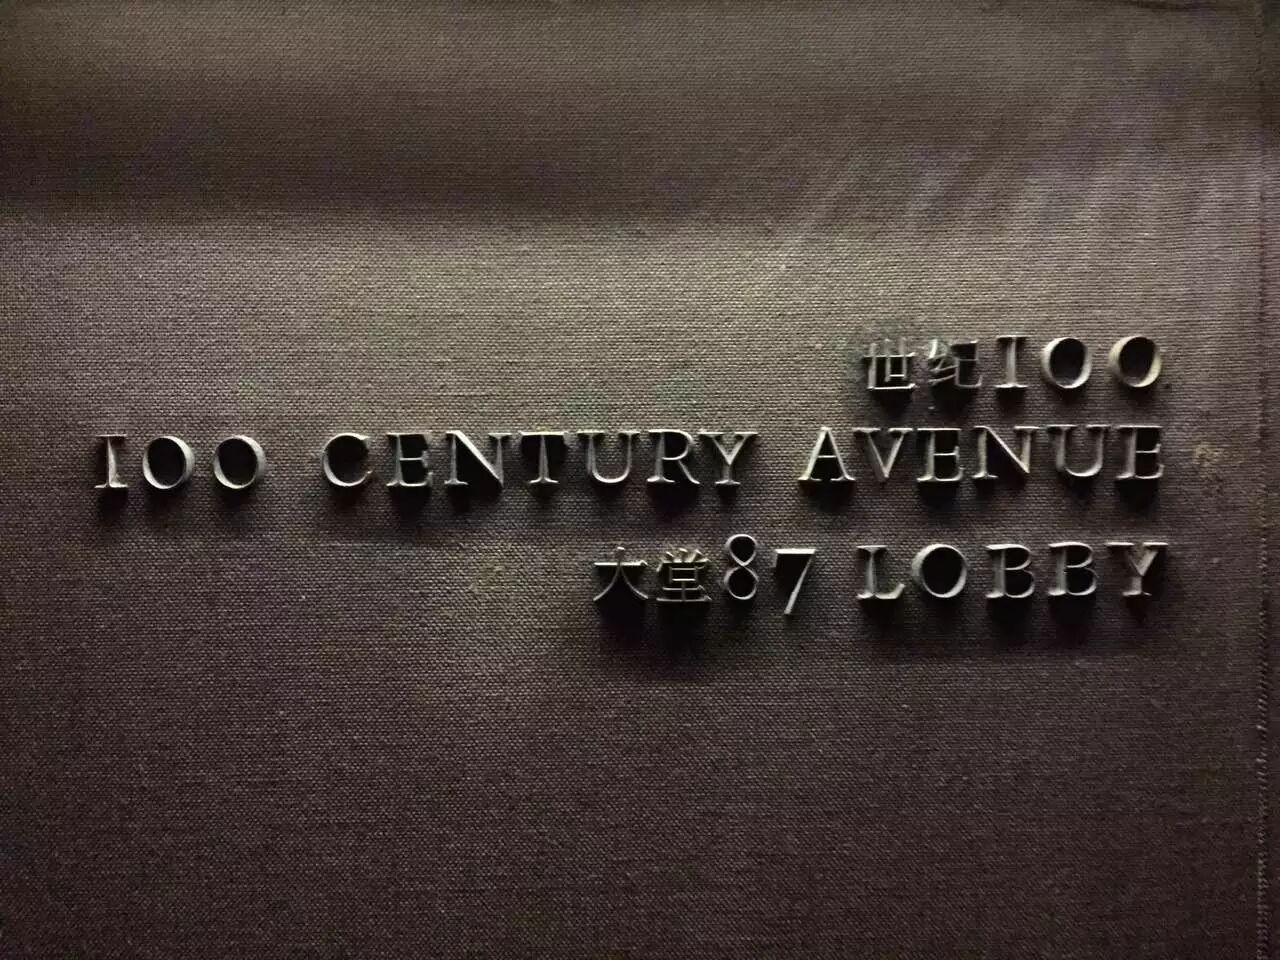 世纪100
100 CENTURY AVENUE
大堂87 LOBBY